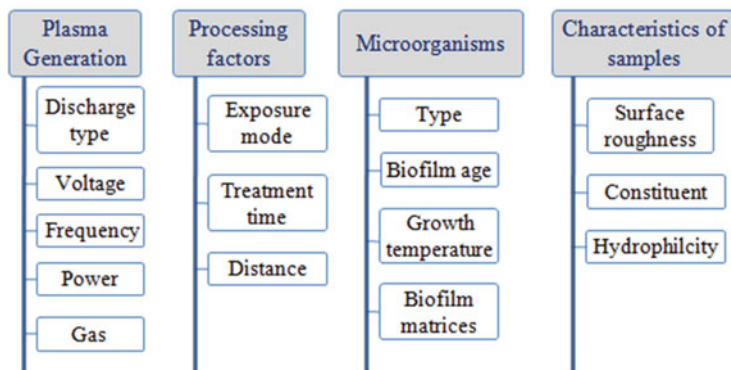 Plasma
Generation
Discharge
type
Voltage
Frequency
Power
Gas
Processing
factors
Exposure
mode
Treatment
time
Distance
Microorganisms
Type
Biofilm age
Growth
temperature
Biofilm
matrices
Characteristics of
samples
Surface
roughness
Constituent
Hydrophilcity